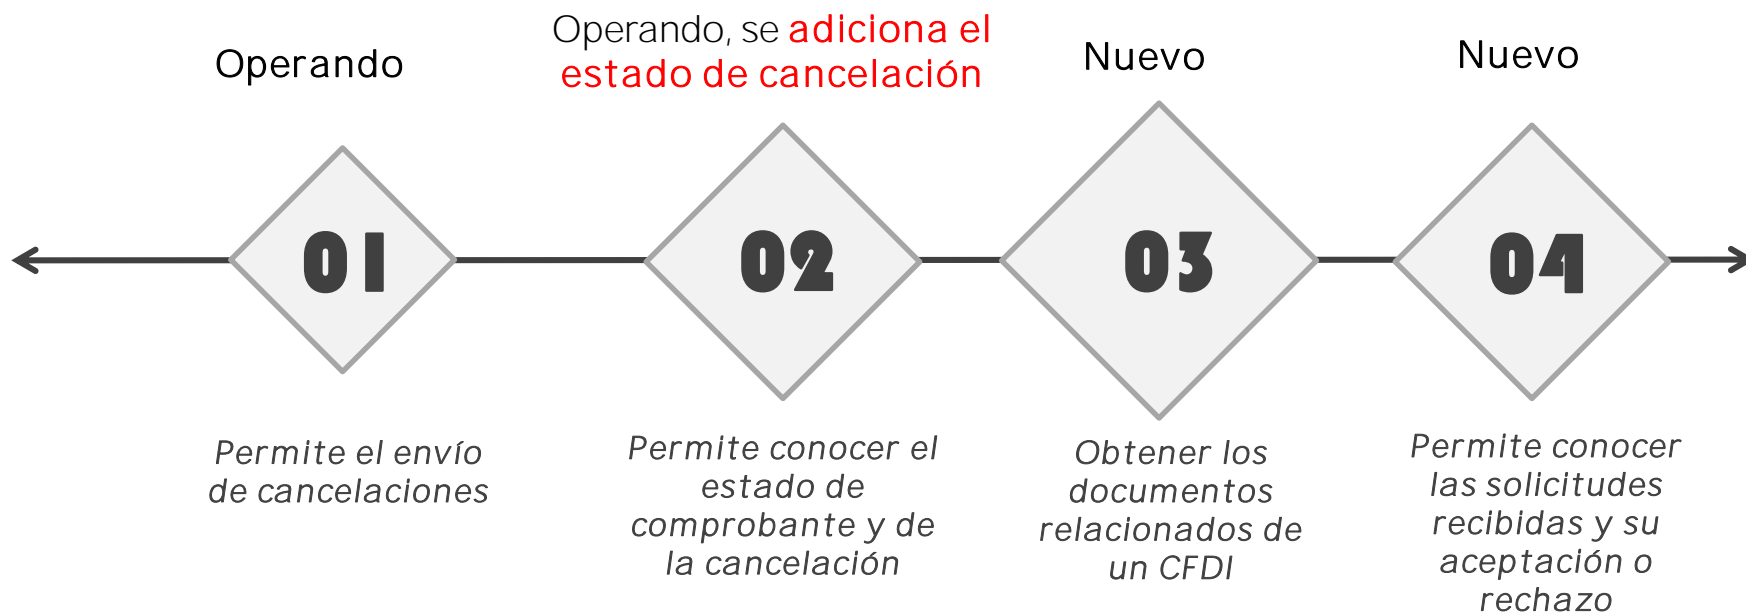 Operando
Operando, se adiciona el
estado de cancelación
Nuevo
Nuevo
01
02
03
04
Permite el envío
de cancelaciones
Permite conocer el
estado de
comprobante y de
la cancelación
Obtener los
documentos
relacionados de
un CFDI
Permite conocer
las solicitudes
recibidas y su
aceptación o
rechazo